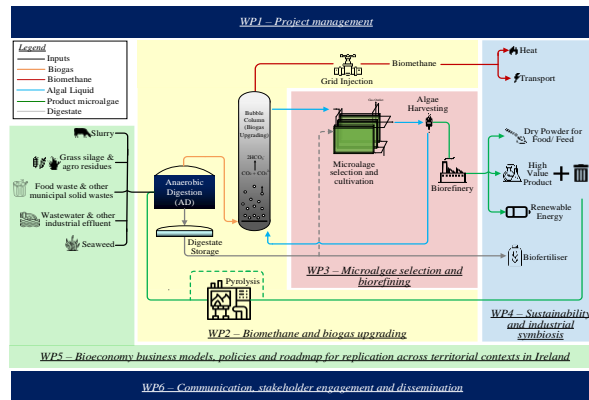 WP1 – Project management
Legend
Inputs
Biogas
Biomethane
Algal Liquid
Product microalgae
Digestate
Slurry
Grass silage &
agro residues
Food waste & other
municipal solid wastes
Wastewater & other
industrial effluent
Seaweed
Anaerobic
Digestion
(AD)
Digestate
Storage
Pyrolysis
Bubble
Column
(Biogas
Upgrading)
2HCO₃
CO₂ + CO₃
Grid Injection
Biomethane
Algae
Harvesting
Microalage
selection and
cultivation
Biorefinery
WP3 – Microalgae selection and
biorefining
WP2 – Biomethane and biogas upgrading
Heat
Transport
Dry Powder for
Food/ Feed
High
Value
Product
Renewable
Energy
Biofertiliser
WP4 – Sustainability
and industrial
symbiosis
WP5 – Bioeconomy business models, policies and roadmap for replication across territorial contexts in Ireland
WP6 – Communication, stakeholder engagement and dissemination